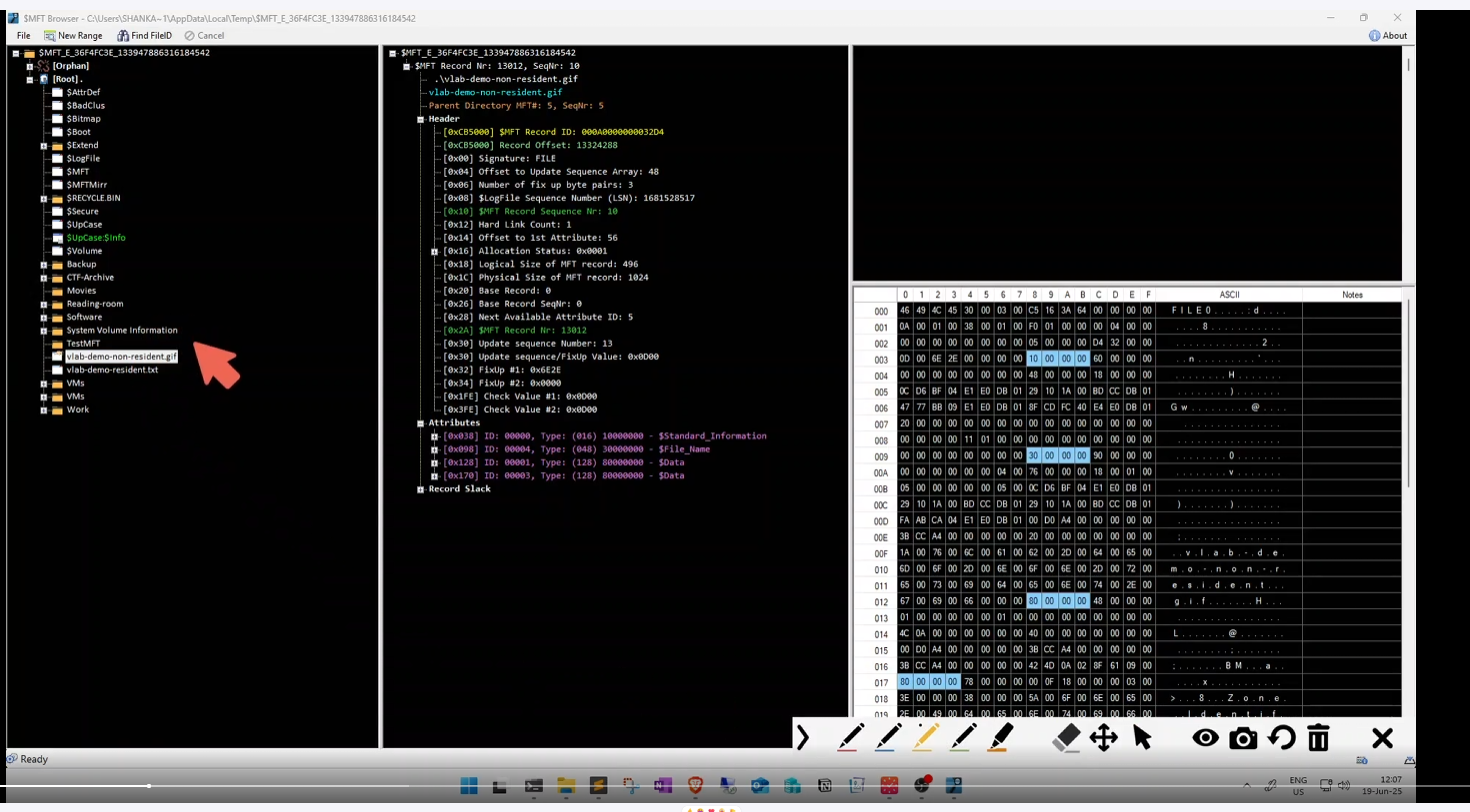 $MFT Browser - C:\Users\SHANKA~1\AppData\Local\Temp\$MFT_E_36F4FC3E_133947886316184542
File New Range Find FileID Cancel About
$MFT_E_36F4FC3E_133947886316184542
[Orphan]
[Root].
$AttrDef
$BadClus
$Bitmap
$Boot
$Extend
$LogFile
$MFT
$MFTMirr
$RECYCLE.BIN
$Secure
$UpCase
$UpCase:$Info
$Volume
Backup
CTF-Archive
Movies
Reading-room
Software
System Volume Information
TestMFT
vlab-demo-non-resident.gif
vlab-demo-resident.txt
VMs
VMs
Work
$MFT_E_36F4FC3E_133947886316184542
$MFT Record Nr: 13012, SeqNr: 10
.\vlab-demo-non-resident.gif
vlab-demo-non-resident.gif
Parent Directory MFT#: 5, SeqNr: 5
Header
[0xCB5000] $MFT Record ID: 000A0000000032D4
[0xCB5000] Record Offset: 13324288
[0x00] Signature: FILE
[0x04] Offset to Update Sequence Array: 48
[0x06] Number of fix up byte pairs: 3
[0x08] $LogFile Sequence Number (LSN): 1681528517
[0x10] $MFT Record Sequence Nr: 10
[0x12] Hard Link Count: 1
[0x14] Offset to 1st Attribute: 56
[0x16] Allocation Status: 0x0001
[0x18] Logical Size of MFT record: 496
[0x1C] Physical Size of MFT record: 1024
[0x20] Base Record: 0
[0x26] Base Record SeqNr: 0
[0x28] Next Available Attribute ID: 5
[0x2A] $MFT Record Nr: 13012
[0x30] Update sequence Number: 13
[0x30] Update sequence/FixUp Value: 0x0D00
[0x32] FixUp #1: 0x6E2E
[0x34] FixUp #2: 0x0000
[0x1FE] Check Value #1: 0x0D00
[0x3FE] Check Value #2: 0x0D00
Attributes
[0x038] ID: 00000, Type: (016) 10000000 - $Standard_Information
[0x098] ID: 00004, Type: (048) 30000000 - $File_Name
[0x128] ID: 00001, Type: (128) 80000000 - $Data
[0x170] ID: 00003, Type: (128) 80000000 - $Data
Record Slack
0 1 2 3 4 5 6 7 8 9 A B C D E F ASCII Notes
000 46 49 4C 45 30 00 03 00 C5 16 3A 64 00 00 00 00 FILE0.....:d....
001 0A 00 01 00 38 00 01 00 F0 01 00 00 00 04 00 00 ....8...........
002 00 00 00 00 00 00 00 00 05 00 00 00 D4 32 00 00 .............2..
003 0D 00 6E 2E 00 00 00 00 10 00 00 00 60 00 00 00 ..n.........`...
004 00 00 00 00 00 00 00 00 48 00 00 00 18 00 00 00 ........H.......
005 0C D6 BF 04 E1 E0 DB 01 29 10 1A 00 BD CC DB 01 ........).......
006 47 77 BB 09 E1 E0 DB 01 8F CD FC 40 E4 E0 DB 01 Gw.........@....
007 20 00 00 00 00 00 00 00 00 00 00 00 00 00 00 00
008 00 00 00 00 11 01 00 00 00 00 00 00 00 00 00 00 ................
009 00 00 00 00 00 00 00 00 30 00 00 00 90 00 00 00 ........0.......
00A 00 00 00 00 00 00 04 00 76 00 00 00 18 00 01 00 ........v.......
00B 05 00 00 00 00 00 05 00 0C D6 BF 04 E1 E0 DB 01 ................
00C 29 10 1A 00 BD CC DB 01 29 10 1A 00 BD CC DB 01 ).......).......
00D FA AB CA 04 E1 E0 DB 01 00 D0 A4 00 00 00 00 00 ................
00E 3B CC A4 00 00 00 00 00 20 00 00 00 00 00 00 00 ;....... .......
00F 1A 00 76 00 6C 00 61 00 62 00 2D 00 64 00 65 00 ..v.l.a.b.-.d.e.
010 6D 00 6F 00 2D 00 6E 00 6F 00 6E 00 2D 00 72 00 m.o.-.n.o.n.-.r.
011 65 00 73 00 69 00 64 00 65 00 6E 00 74 00 2E 00 e.s.i.d.e.n.t...
012 67 00 69 00 66 00 00 00 80 00 00 00 48 00 00 00 g.i.f.......H...
013 01 00 00 00 00 00 01 00 00 00 00 00 00 00 00 00 ................
014 4C 0A 00 00 00 00 00 00 40 00 00 00 00 00 00 00 L.......@.......
015 00 D0 A4 00 00 00 00 00 3B CC A4 00 00 00 00 00 ........;.......
016 3B CC A4 00 00 00 00 00 42 4D 0A 02 8F 61 09 00 ;.......BM...a..
017 80 00 00 00 78 00 00 00 00 0F 18 00 00 00 03 00 ....x...........
018 3E 00 00 00 38 00 00 00 5A 00 6F 00 6E 00 65 00 >...8...Z.o.n.e.
019 2E 00 49 00 64 00 65 00 6E 00 74 00 69 00 66 00 ..I.d.e.n.t.i.f.
Ready
ENG
US
12:07
19-Jun-25